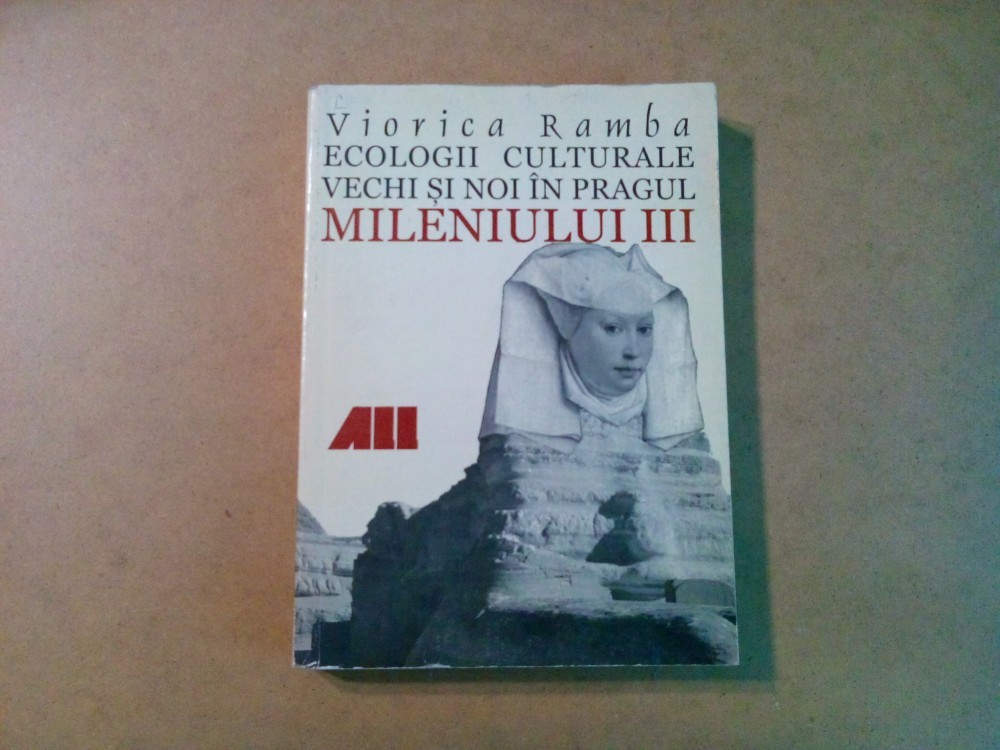 Viorica Ramba
ECOLOGII CULTURALE
VECHI ȘI NOI ÎN PRAGUL
MILENIULUI III
ALL